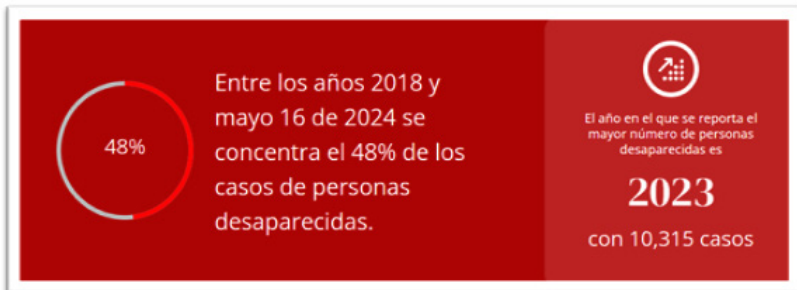 48%
Entre los años 2018 y
mayo 16 de 2024 se
concentra el 48% de los
casos de personas
desaparecidas.
El año en el que se reporta el
mayor número de personas
desaparecidas es
2023
con 10,315 casos